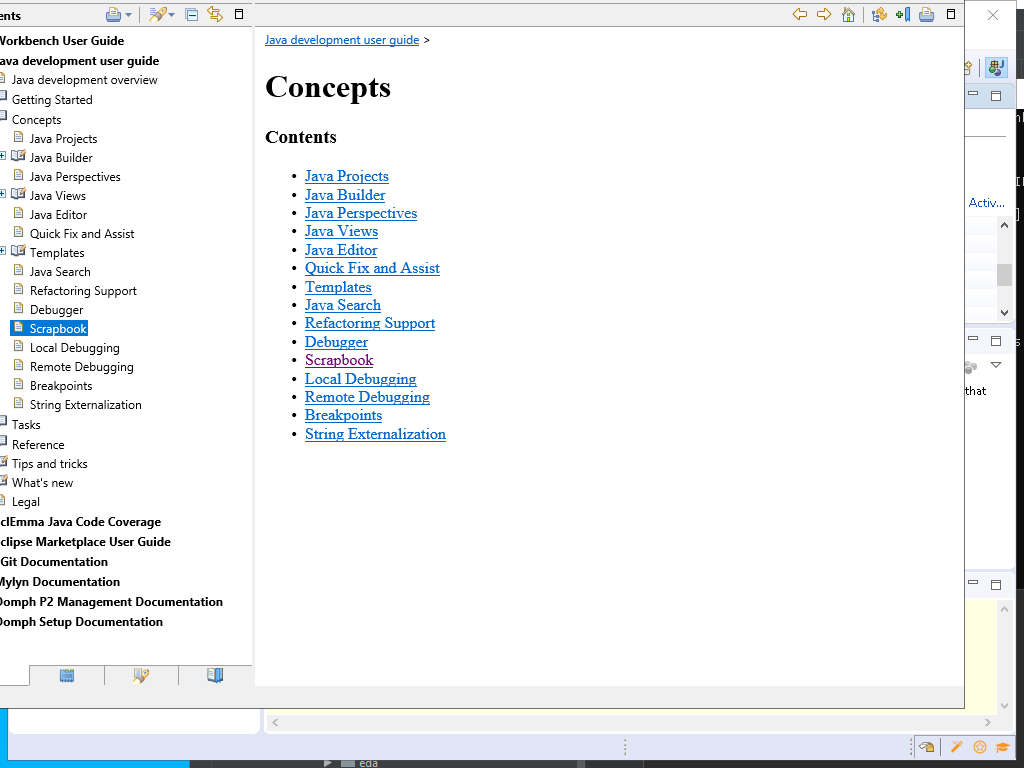 ents
Workbench User Guide
ava development user guide
Java development overview
Getting Started
Concepts
Java Projects
Java Builder
Java Perspectives
Java Views
Java Editor
Quick Fix and Assist
Templates
Java Search
Refactoring Support
Debugger
Scrapbook
Local Debugging
Remote Debugging
Breakpoints
String Externalization
Tasks
Reference
Tips and tricks
What's new
Legal
clEmma Java Code Coverage
clipse Marketplace User Guide
Git Documentation
Mylyn Documentation
Oomph P2 Management Documentation
Oomph Setup Documentation
Java development user guide >
Concepts
Contents
• Java Projects
• Java Builder
• Java Perspectives
• Java Views
• Java Editor
• Quick Fix and Assist
• Templates
• Java Search
• Refactoring Support
• Debugger
• Scrapbook
• Local Debugging
• Remote Debugging
• Breakpoints
• String Externalization
Activ...
that
eda